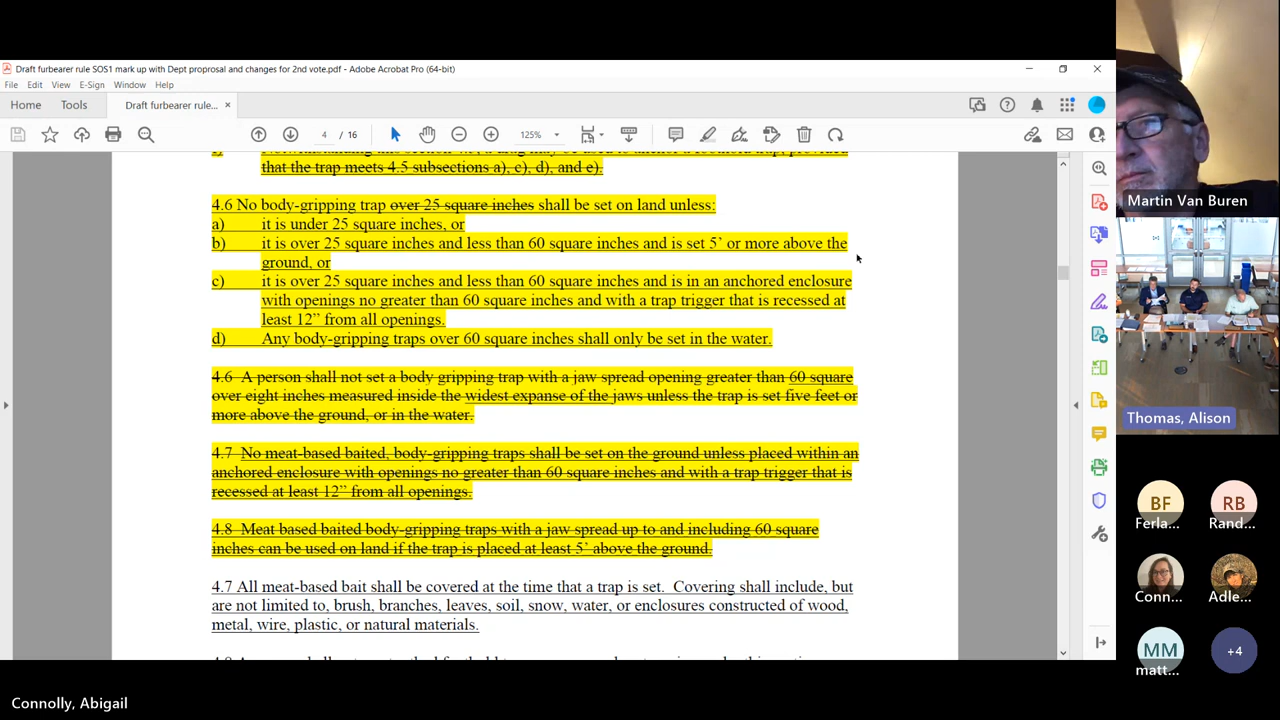 Draft furbearer rule SOS1 mark up with Dept proprosal and changes for 2nd vote.pdf - Adobe Acrobat Pro (64-bit)
File Edit View E-Sign Window Help
Home Tools Draft furbearer rule... ×
4 / 16 125%
that the trap meets 4.5 subsections a), c), d), and e).
4.6 No body-gripping trap over 25 square inches shall be set on land unless:
a) it is under 25 square inches, or
b) it is over 25 square inches and less than 60 square inches and is set 5’ or more above the
ground, or
c) it is over 25 square inches and less than 60 square inches and is in an anchored enclosure
with openings no greater than 60 square inches and with a trap trigger that is recessed at
least 12” from all openings.
d) Any body-gripping traps over 60 square inches shall only be set in the water.
4.6 A person shall not set a body gripping trap with a jaw spread opening greater than 60 square
over eight inches measured inside the widest expanse of the jaws unless the trap is set five feet or
more above the ground, or in the water.
4.7 No meat-based baited, body-gripping traps shall be set on the ground unless placed within an
anchored enclosure with openings no greater than 60 square inches and with a trap trigger that is
recessed at least 12” from all openings.
4.8 Meat based baited body-gripping traps with a jaw spread up to and including 60 square
inches can be used on land if the trap is placed at least 5’ above the ground.
4.7 All meat-based bait shall be covered at the time that a trap is set. Covering shall include, but
are not limited to, brush, branches, leaves, soil, snow, water, or enclosures constructed of wood,
metal, wire, plastic, or natural materials.
Martin Van Buren
Thomas, Alison
BF RB
Ferla... Rand...
Conn... Adle...
MM +4
matt...
Connolly, Abigail